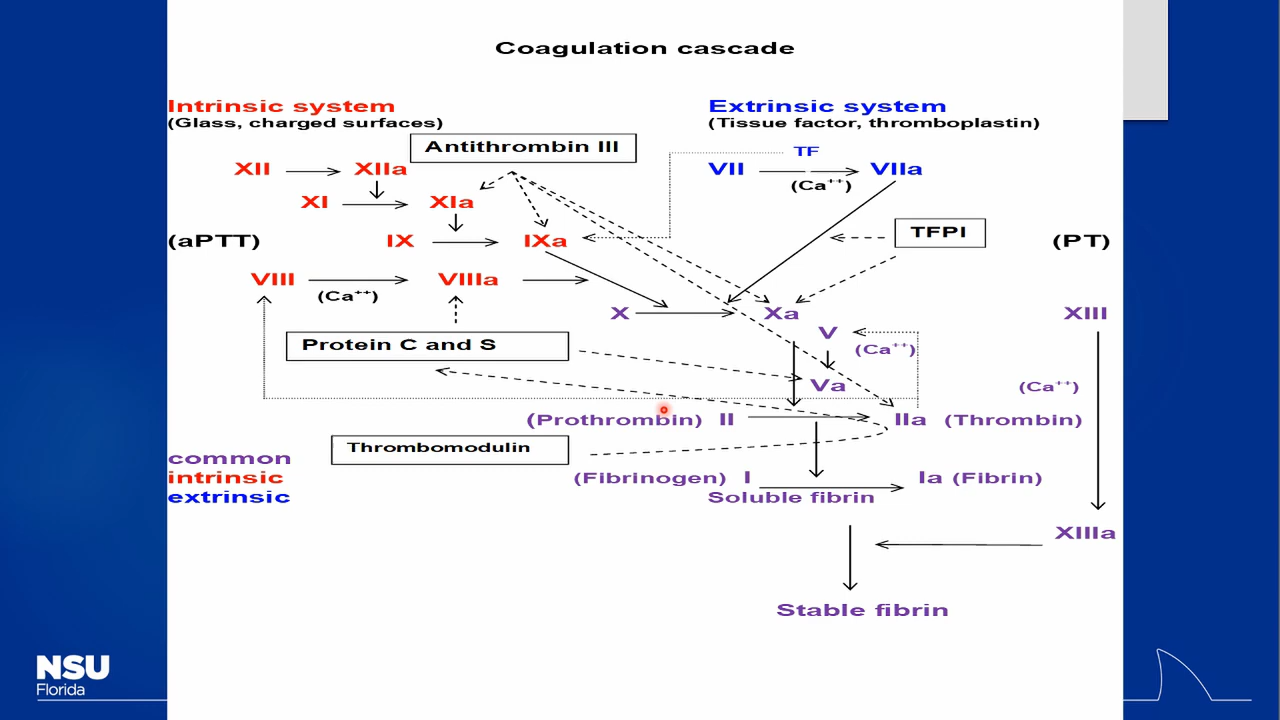 Coagulation cascade
Intrinsic system
(Glass, charged surfaces)
Extrinsic system
(Tissue factor, thromboplastin)
Antithrombin III
TF
XII XIIa
VII VIIa
(Ca⁺⁺)
XI XIa
(aPTT) IX IXa
TFPI
(PT)
VIII VIIIa
(Ca⁺⁺)
X Xa
XIII
V
(Ca⁺⁺)
Protein C and S
Va
(Ca⁺⁺)
(Prothrombin) II IIa (Thrombin)
Thrombomodulin
common
intrinsic
extrinsic
(Fibrinogen) I Ia (Fibrin)
Soluble fibrin
XIIIa
Stable fibrin
NSU
Florida